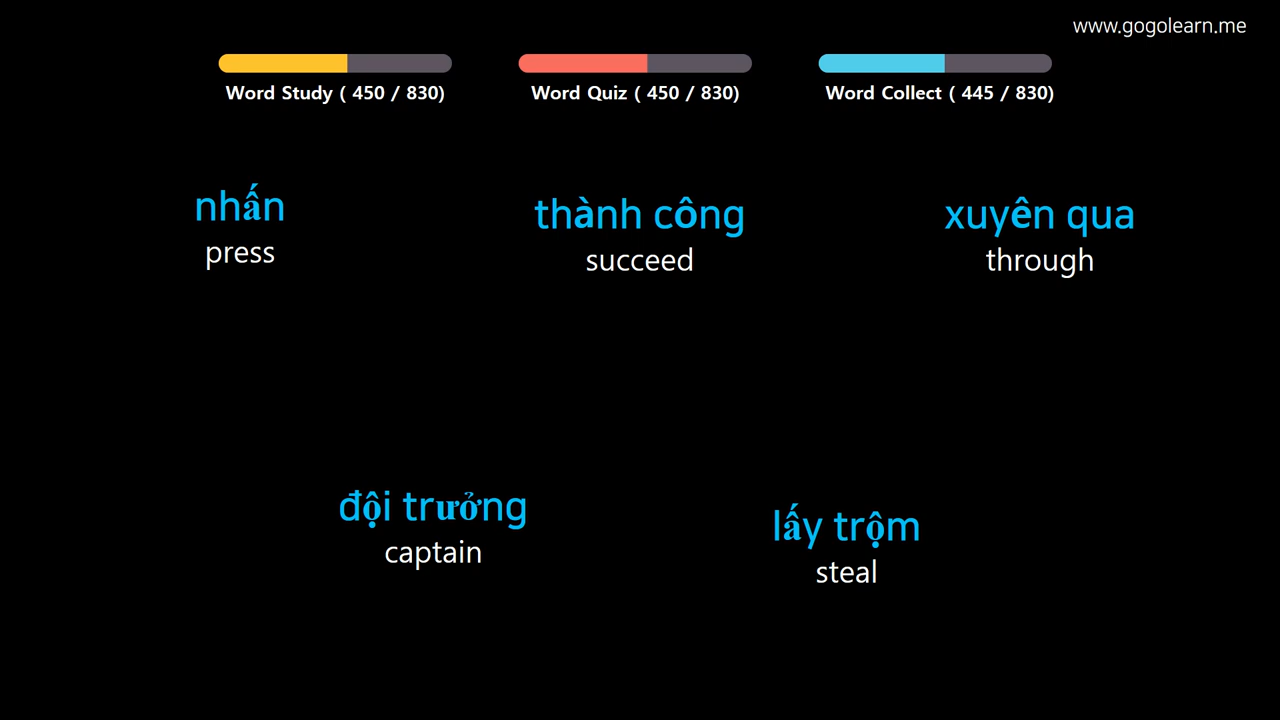 www.gogolearn.me
Word Study ( 450 / 830)
Word Quiz ( 450 / 830)
Word Collect ( 445 / 830)
nhấn
press
thành công
succeed
xuyên qua
through
đội trưởng
captain
lấy trộm
steal